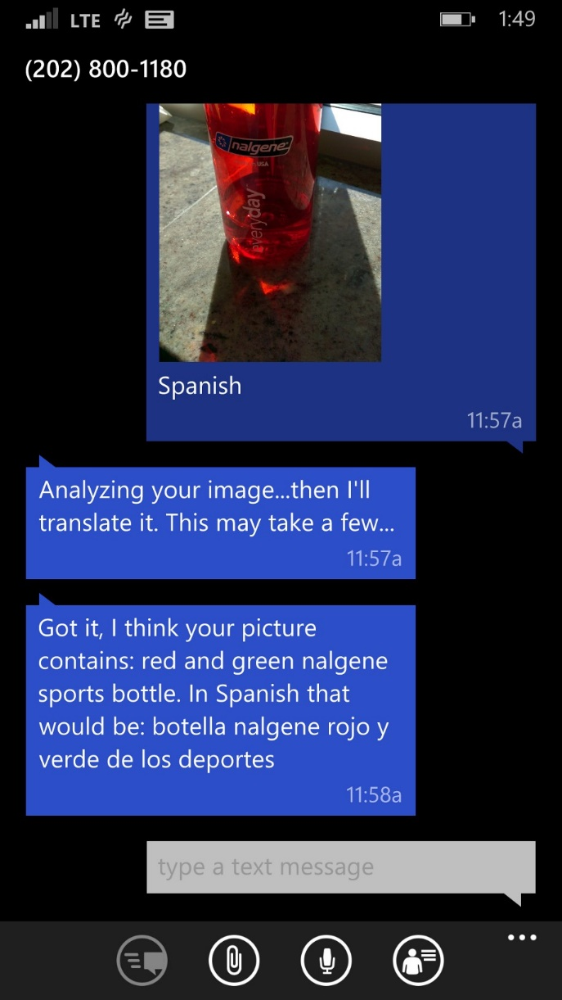 LTE 1:49
(202) 800-1180
nalgene
USA
everyday
Spanish
11:57a
Analyzing your image...then I'll
translate it. This may take a few...
11:57a
Got it, I think your picture
contains: red and green nalgene
sports bottle. In Spanish that
would be: botella nalgene rojo y
verde de los deportes
11:58a
type a text message